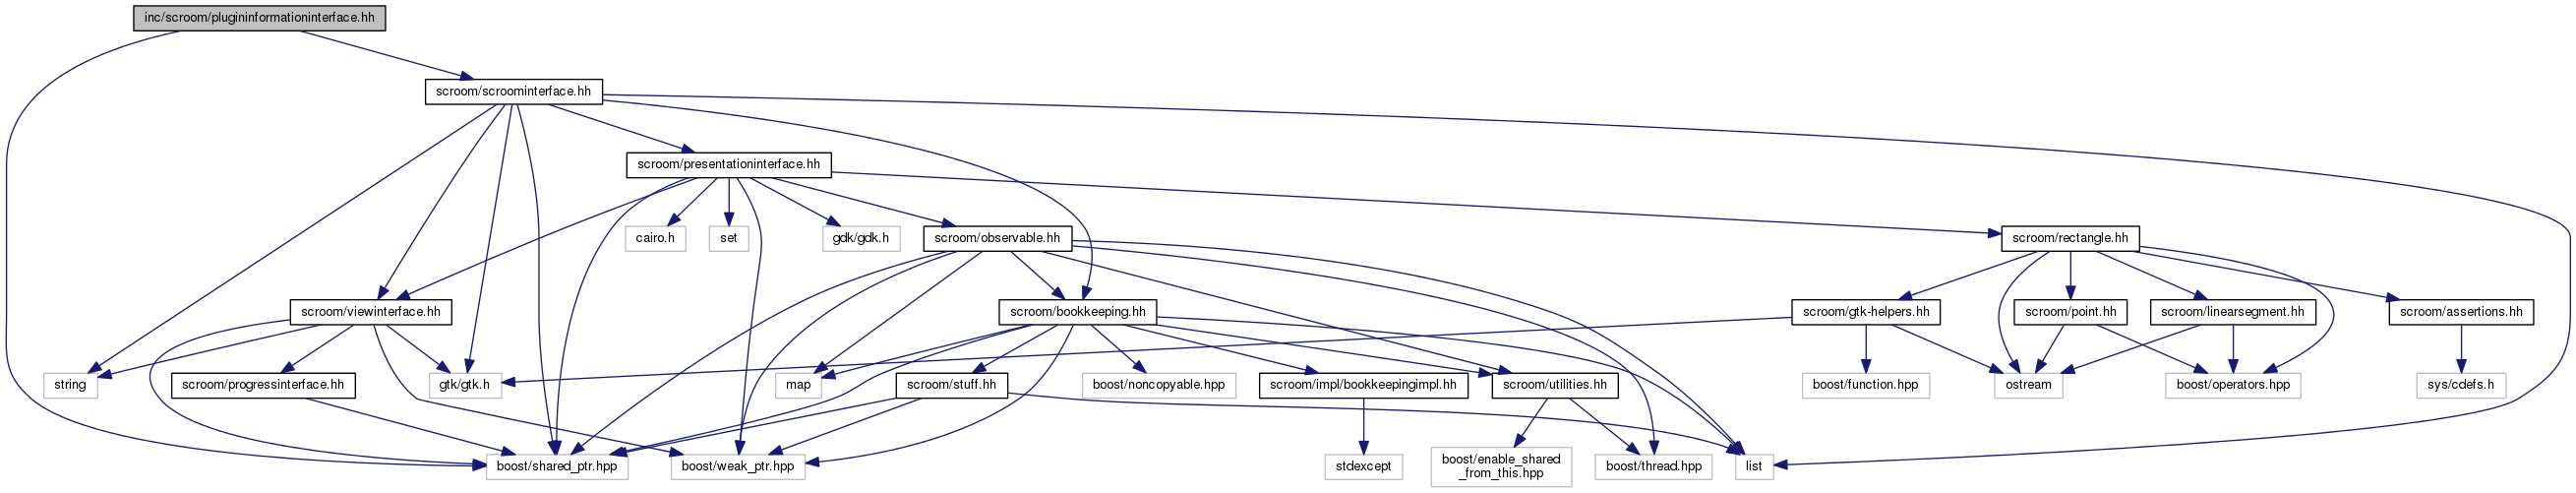 inc/scroom/plugininformationinterface.hh
scroom/scroominterface.hh
scroom/presentationinterface.hh
cairo.h
set
gdk/gdk.h
scroom/observable.hh
scroom/rectangle.hh
scroom/viewinterface.hh
scroom/bookkeeping.hh
scroom/gtk-helpers.hh
scroom/point.hh
scroom/linearsegment.hh
scroom/assertions.hh
string
scroom/progressinterface.hh
gtk/gtk.h
map
scroom/stuff.hh
boost/noncopyable.hpp
scroom/impl/bookkeepingimpl.hh
scroom/utilities.hh
boost/function.hpp
ostream
boost/operators.hpp
sys/cdefs.h
boost/shared_ptr.hpp
boost/weak_ptr.hpp
stdexcept
boost/enable_shared
_from_this.hpp
boost/thread.hpp
list